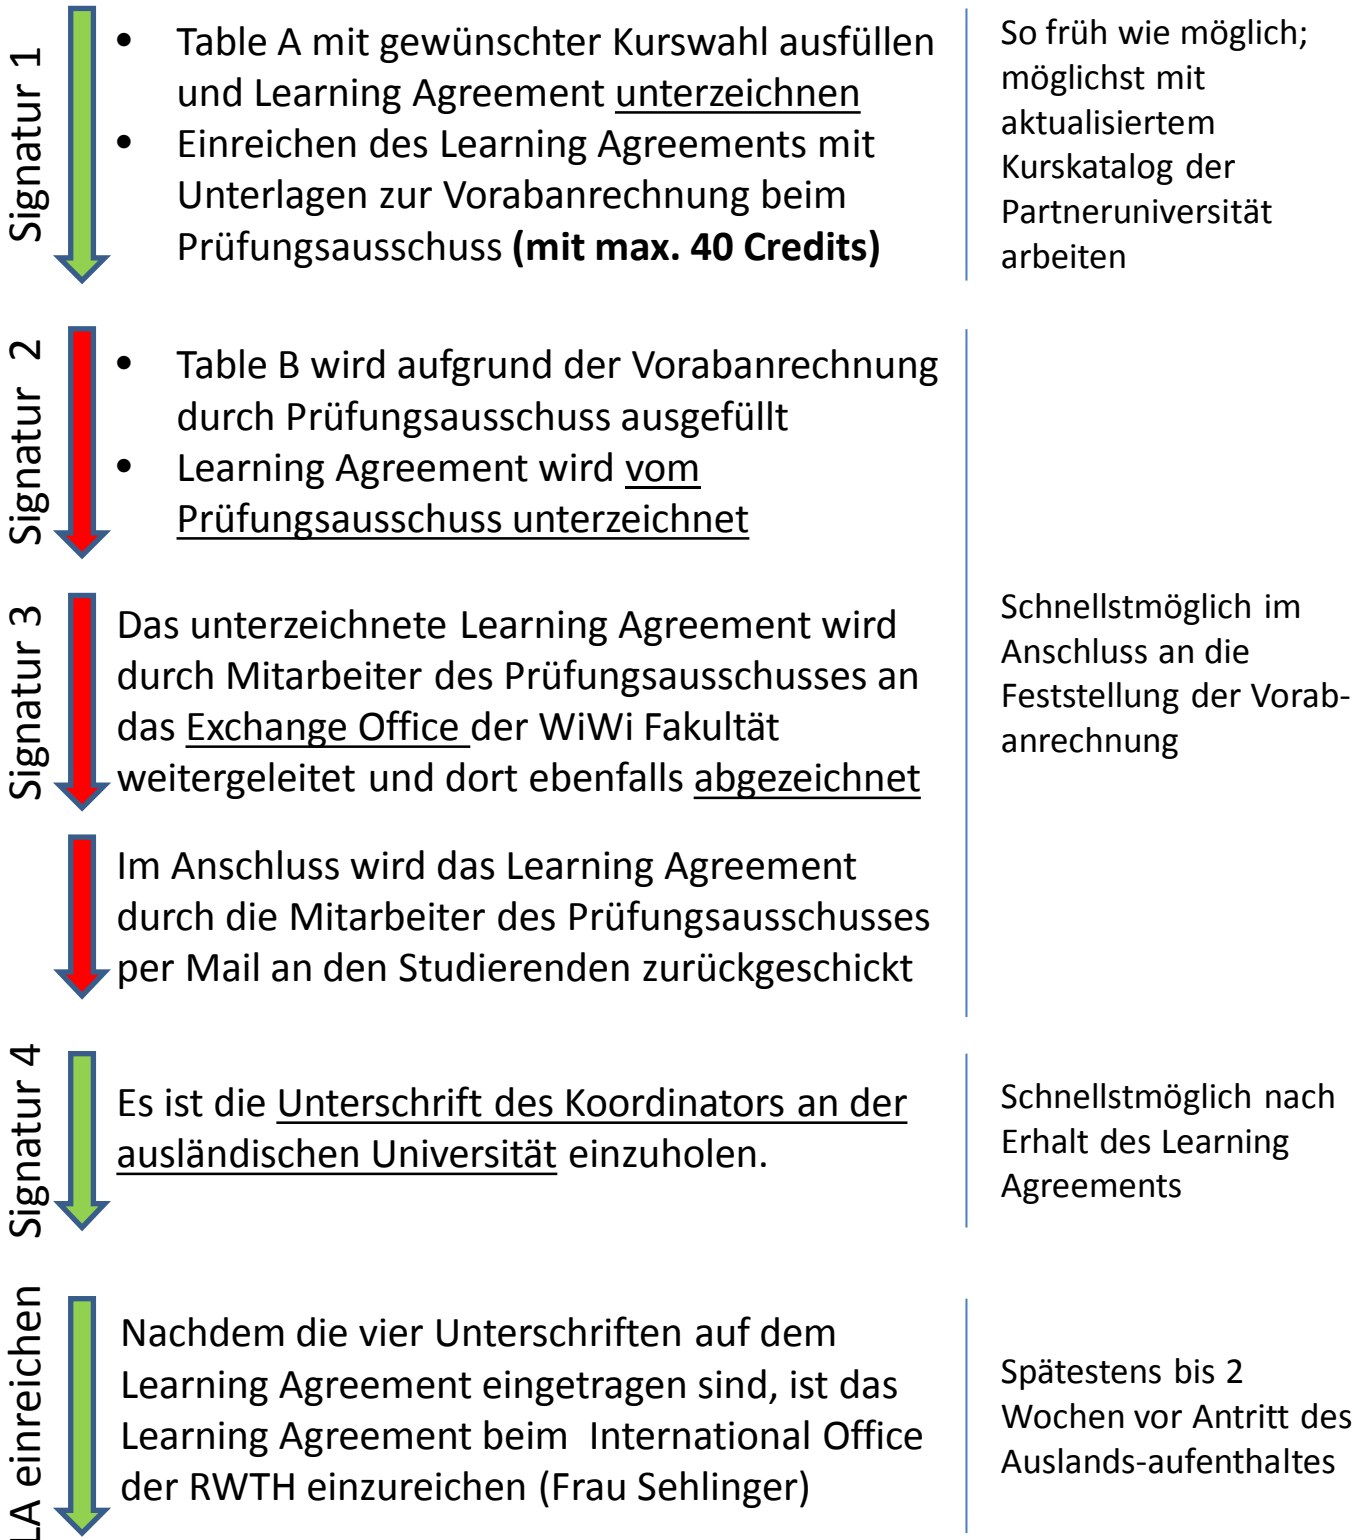 Signatur 1
• Table A mit gewünschter Kurswahl ausfüllen
und Learning Agreement unterzeichnen
• Einreichen des Learning Agreements mit
Unterlagen zur Vorabanrechnung beim
Prüfungsausschuss (mit max. 40 Credits)
So früh wie möglich;
möglichst mit
aktualisiertem
Kurskatalog der
Partneruniversität
arbeiten
Signatur 2
• Table B wird aufgrund der Vorabanrechnung
durch Prüfungsausschuss ausgefüllt
• Learning Agreement wird vom
Prüfungsausschuss unterzeichnet
Signatur 3
Das unterzeichnete Learning Agreement wird
durch Mitarbeiter des Prüfungsausschusses an
das Exchange Office der WiWi Fakultät
weitergeleitet und dort ebenfalls abgezeichnet
Im Anschluss wird das Learning Agreement
durch die Mitarbeiter des Prüfungsausschusses
per Mail an den Studierenden zurückgeschickt
Schnellstmöglich im
Anschluss an die
Feststellung der Vorab-
anrechnung
Signatur 4
Es ist die Unterschrift des Koordinators an der
ausländischen Universität einzuholen.
Schnellstmöglich nach
Erhalt des Learning
Agreements
LA einreichen
Nachdem die vier Unterschriften auf dem
Learning Agreement eingetragen sind, ist das
Learning Agreement beim International Office
der RWTH einzureichen (Frau Sehlinger)
Spätestens bis 2
Wochen vor Antritt des
Auslands-aufenthaltes